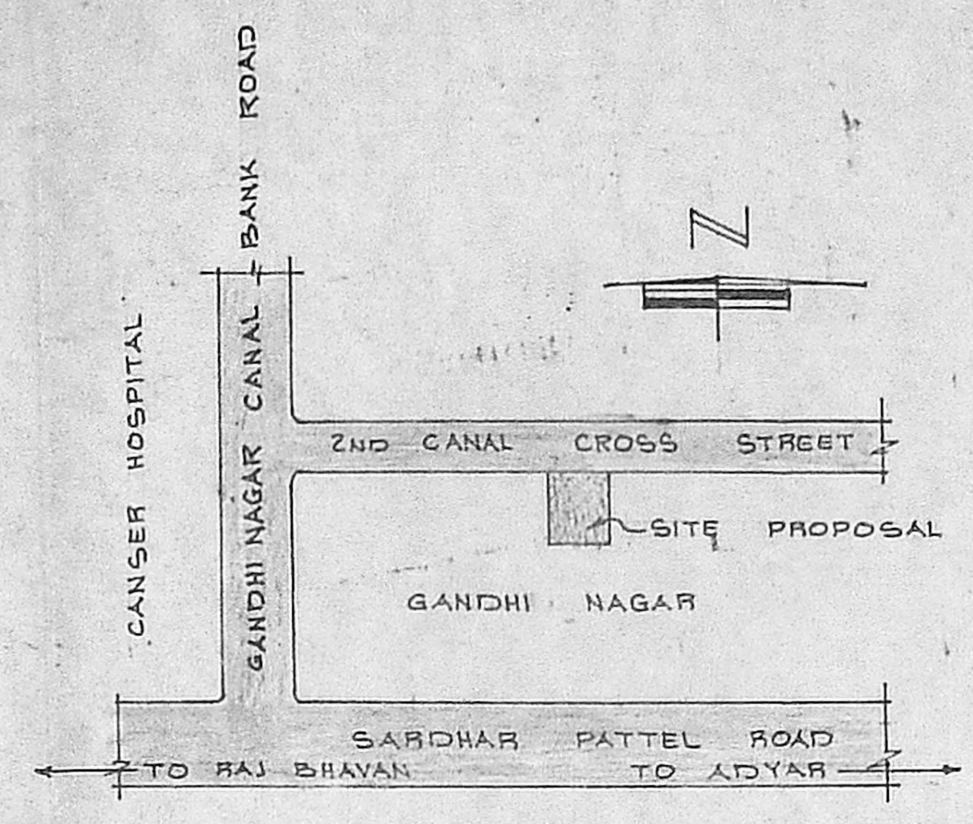 GANDHI NAGAR CANAL BANK ROAD
CANSER HOSPITAL
N
2ND CANAL CROSS STREET
SITE PROPOSAL
GANDHI NAGAR
SARDHAR PATTEL ROAD
TO RAJ BHAVAN
TO ADYAR